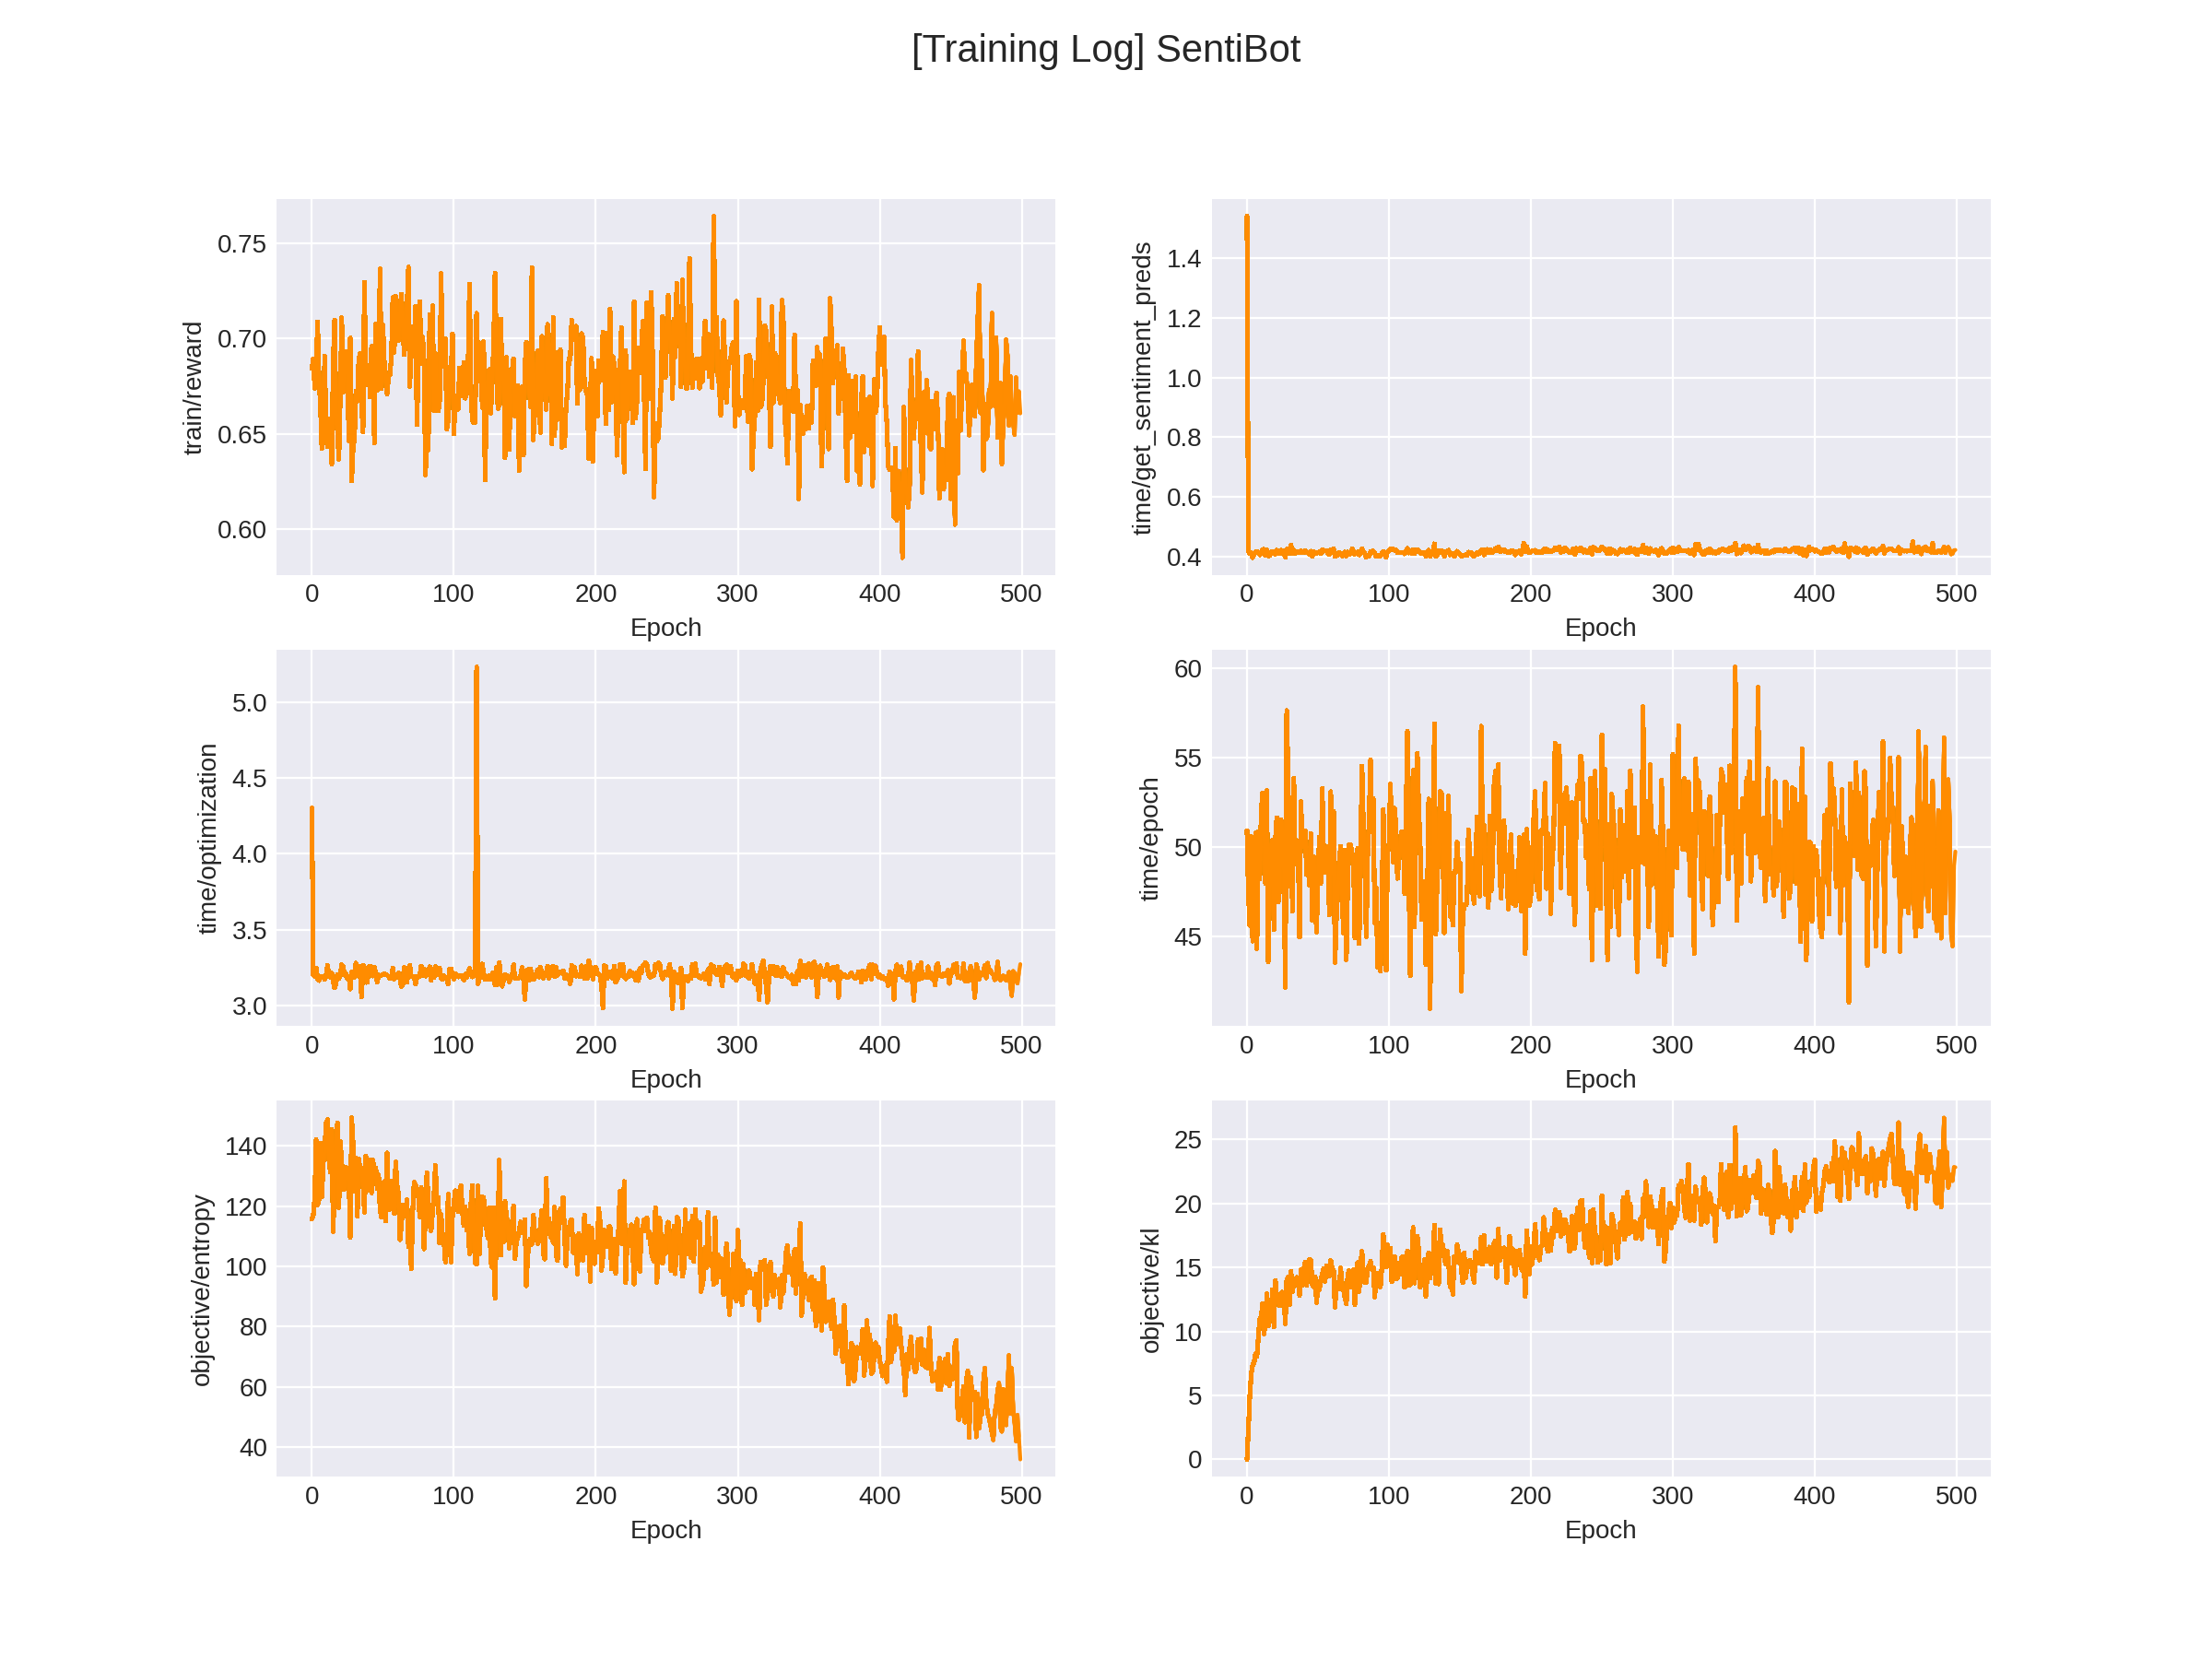 [Training Log] SentiBot
train/reward
0.75
0.70
0.65
0.60
0 100 200 300 400 500
Epoch
time/get_sentiment_preds
1.4
1.2
1.0
0.8
0.6
0.4
0 100 200 300 400 500
Epoch
time/optimization
5.0
4.5
4.0
3.5
3.0
0 100 200 300 400 500
Epoch
time/epoch
60
55
50
45
0 100 200 300 400 500
Epoch
objective/entropy
140
120
100
80
60
40
0 100 200 300 400 500
Epoch
objective/kl
25
20
15
10
5
0
0 100 200 300 400 500
Epoch